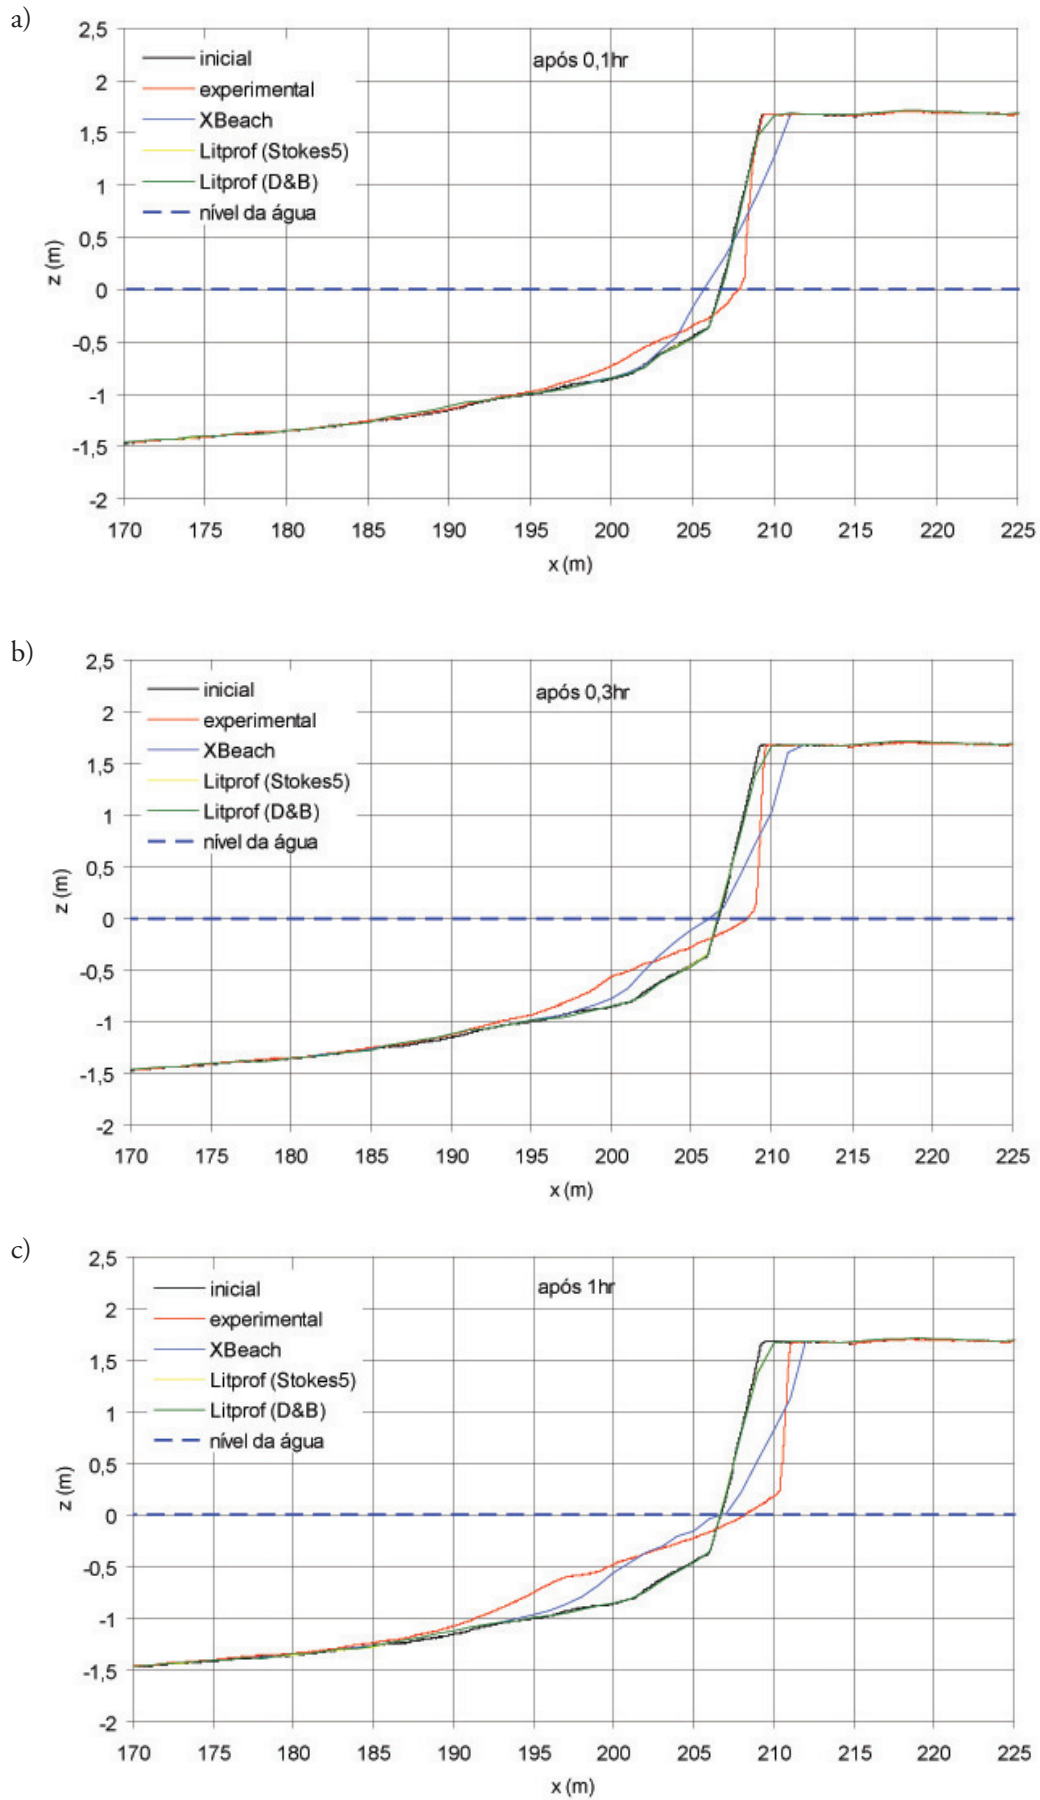 a)
2,5
2
1,5
1
0,5
0
-0,5
-1
-1,5
-2
z (m)
inicial
experimental
XBeach
Litprof (Stokes5)
Litprof (D&B)
nível da água
após 0,1hr
170 175 180 185 190 195 200 205 210 215 220 225
x (m)
b)
2,5
2
1,5
1
0,5
0
-0,5
-1
-1,5
-2
z (m)
inicial
experimental
XBeach
Litprof (Stokes5)
Litprof (D&B)
nível da água
após 0,3hr
170 175 180 185 190 195 200 205 210 215 220 225
x (m)
c)
2,5
2
1,5
1
0,5
0
-0,5
-1
-1,5
-2
z (m)
inicial
experimental
XBeach
Litprof (Stokes5)
Litprof (D&B)
nível da água
após 1hr
170 175 180 185 190 195 200 205 210 215 220 225
x (m)